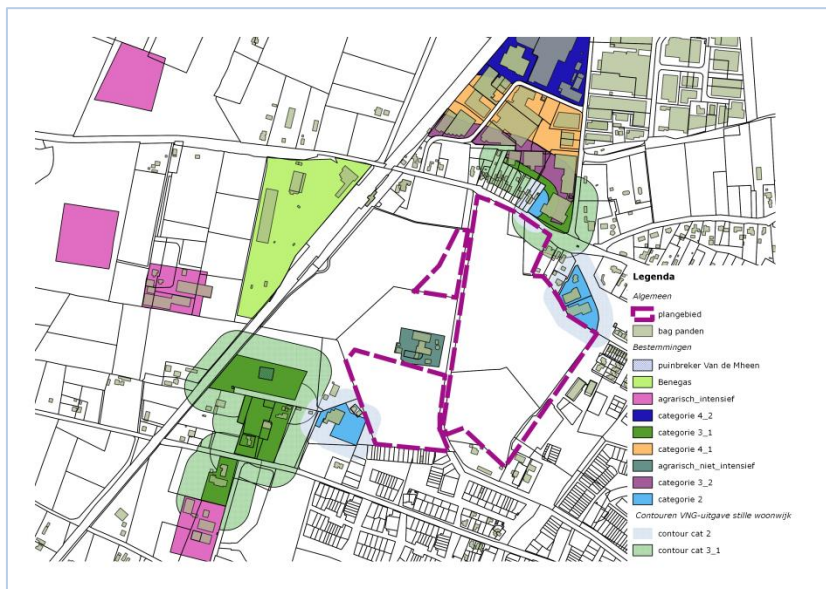 Legenda
Algemeen
plangebied
bag panden
Bestemmingen
puinbreker Van de Mheen
Benegas
agrarisch_intensief
categorie 4_2
categorie 3_1
categorie 4_1
agrarisch_niet_intensief
categorie 3_2
categorie 2
Contouren VNG-uitgave stille woonwijk
contour cat 2
contour cat 3_1